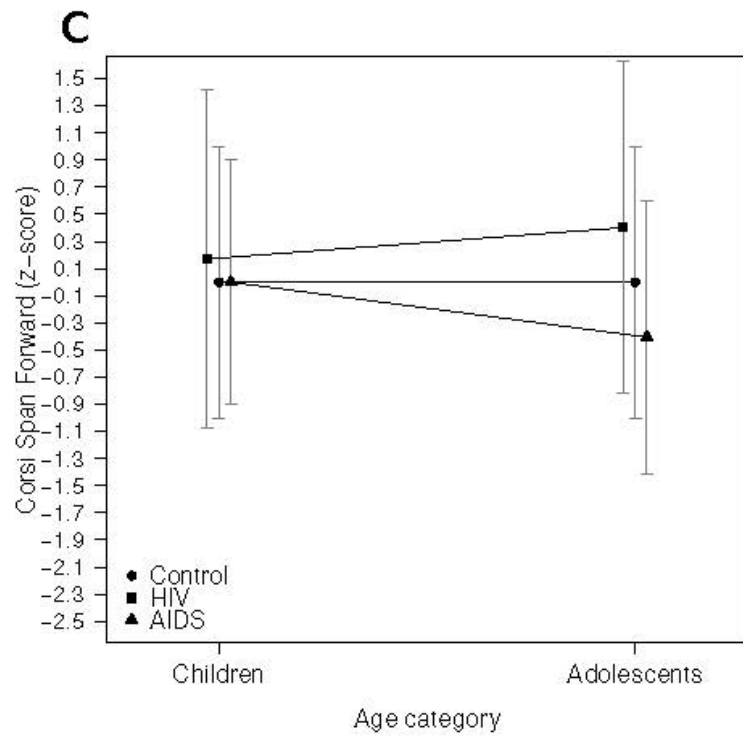 C
Corsi Span Forward (z-score)
1.5
1.3
1.1
0.9
0.7
0.5
0.3
0.1
-0.1
-0.3
-0.5
-0.7
-0.9
-1.1
-1.3
-1.5
-1.7
-1.9
-2.1
-2.3
-2.5
Control
HIV
AIDS
Children
Adolescents
Age category